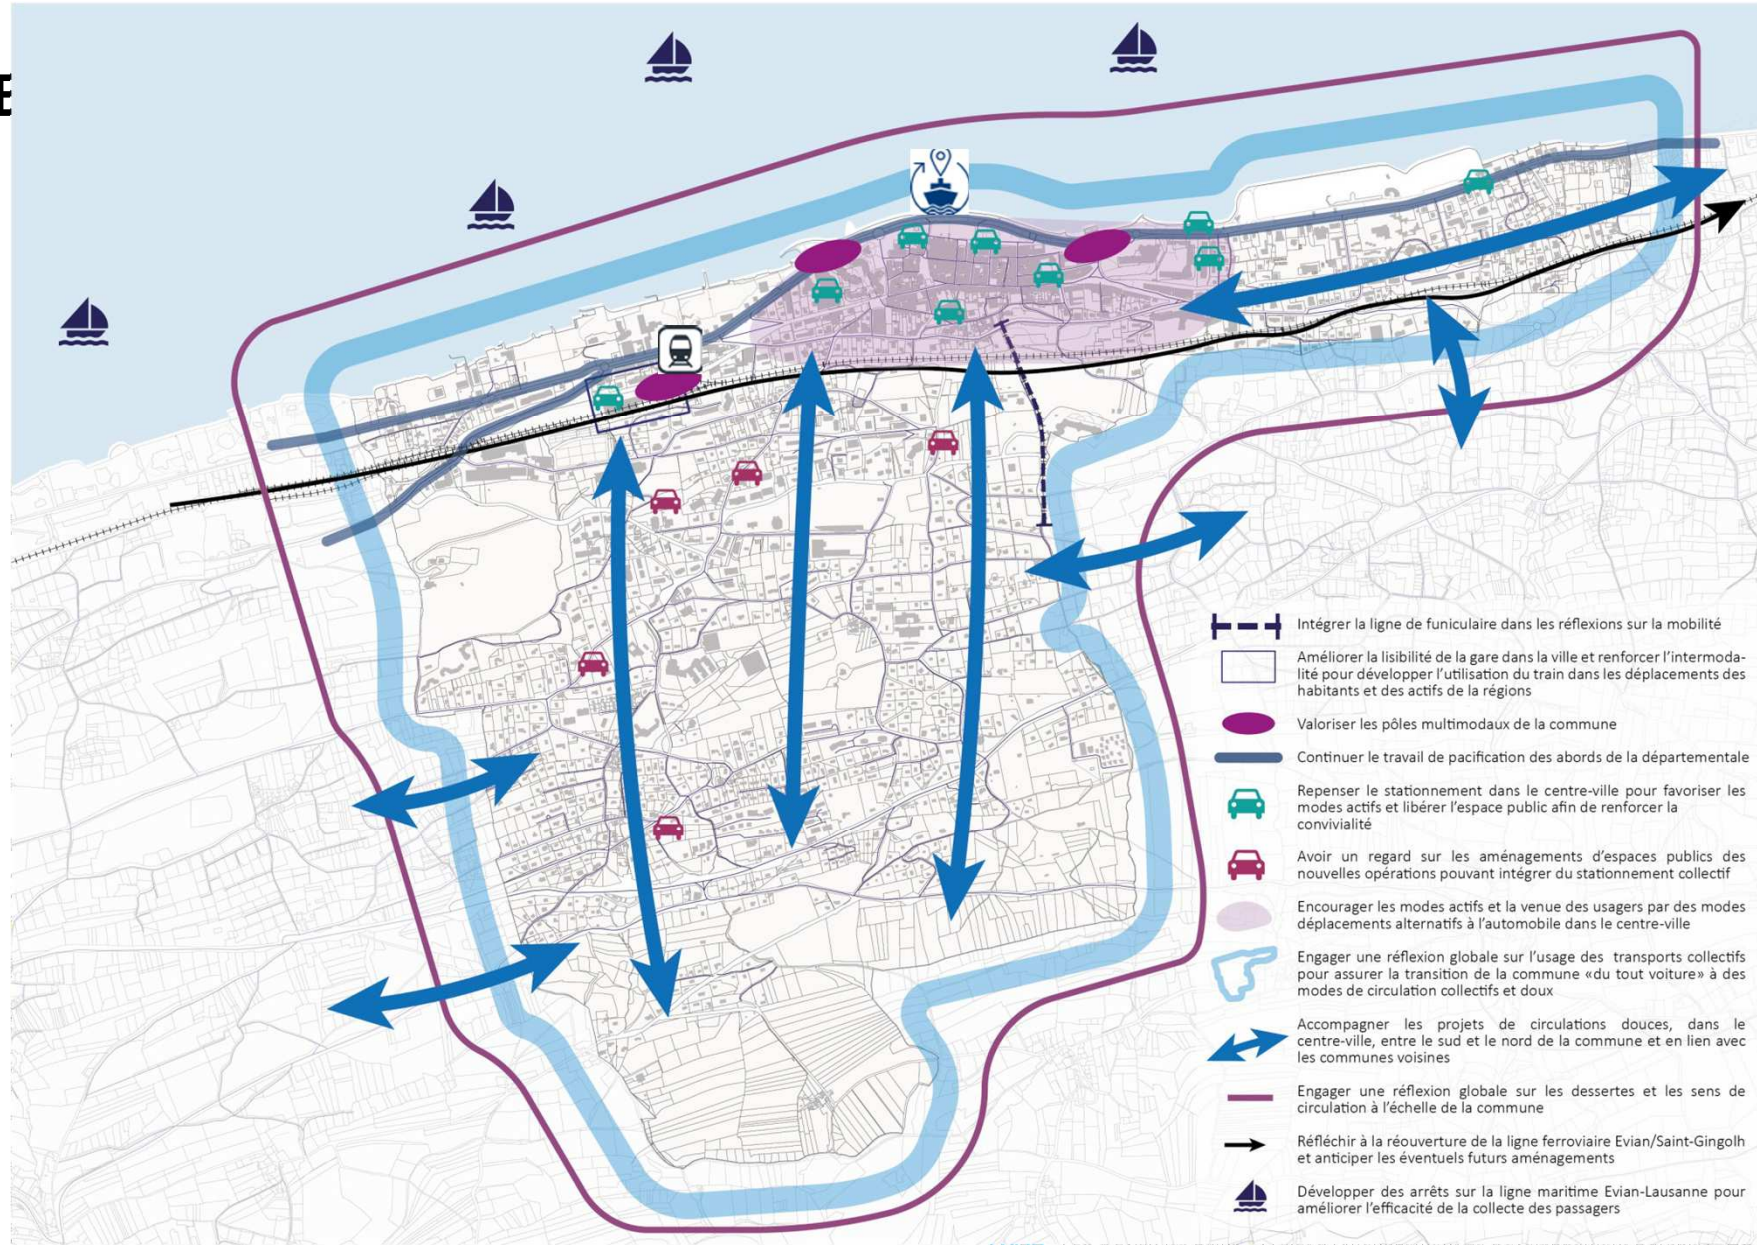 E
Intégrer la ligne de funiculaire dans les réflexions sur la mobilité
Améliorer la lisibilité de la gare dans la ville et renforcer l'intermoda-
lité pour développer l'utilisation du train dans les déplacements des
habitants et des actifs de la régions
Valoriser les pôles multimodaux de la commune
Continuer le travail de pacification des abords de la départementale
Repenser le stationnement dans le centre-ville pour favoriser les
modes actifs et libérer l'espace public afin de renforcer la
convivialité
Avoir un regard sur les aménagements d'espaces publics des
nouvelles opérations pouvant intégrer du stationnement collectif
Encourager les modes actifs et la venue des usagers par des modes
déplacements alternatifs à l'automobile dans le centre-ville
Engager une réflexion globale sur l'usage des transports collectifs
pour assurer la transition de la commune «du tout voiture» à des
modes de circulation collectifs et doux
Accompagner les projets de circulations douces, dans le
centre-ville, entre le sud et le nord de la commune et en lien avec
les communes voisines
Engager une réflexion globale sur les dessertes et les sens de
circulation à l'échelle de la commune
Réfléchir à la réouverture de la ligne ferroviaire Evian/Saint-Gingolh
et anticiper les éventuels futurs aménagements
Développer des arrêts sur la ligne maritime Evian-Lausanne pour
améliorer l'efficacité de la collecte des passagers